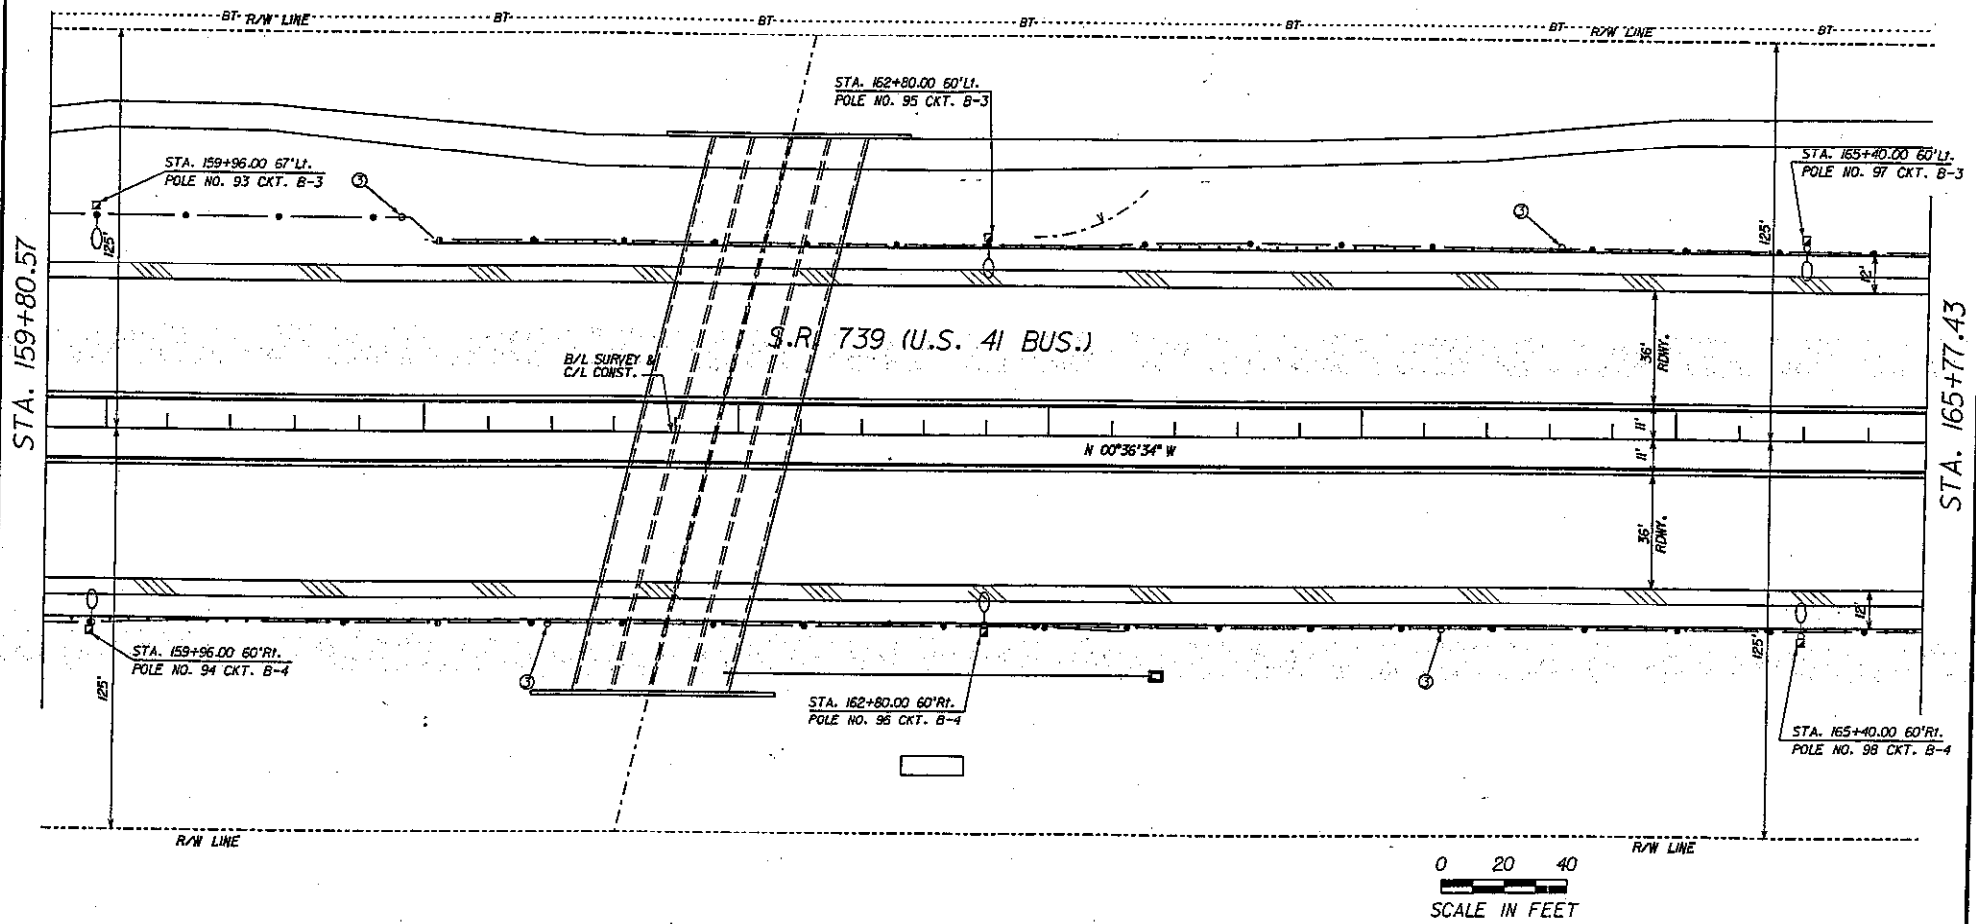 BT R/W LINE BT BT BT BT BT R/W LINE BT
STA. 162+80.00 60'Lt.
POLE NO. 95 CKT. B-3
STA. 159+96.00 67'Lt.
POLE NO. 93 CKT. B-3
3
3
STA. 165+40.00 60'Lt.
POLE NO. 97 CKT. B-3
125'
125'
12'
STA. 159+80.57
S.R. 739 (U.S. 41 BUS.)
B/L SURVEY &
C/L CONST.
36'
RDWY.
STA. 165+77.43
11'
N 00°36'34" W
11'
36'
RDWY.
12'
STA. 159+96.00 60'Rt.
POLE NO. 94 CKT. B-4
125'
3
3
125'
STA. 162+80.00 60'Rt.
POLE NO. 96 CKT. B-4
STA. 165+40.00 60'Rt.
POLE NO. 98 CKT. B-4
R/W LINE
R/W LINE
0 20 40
SCALE IN FEET